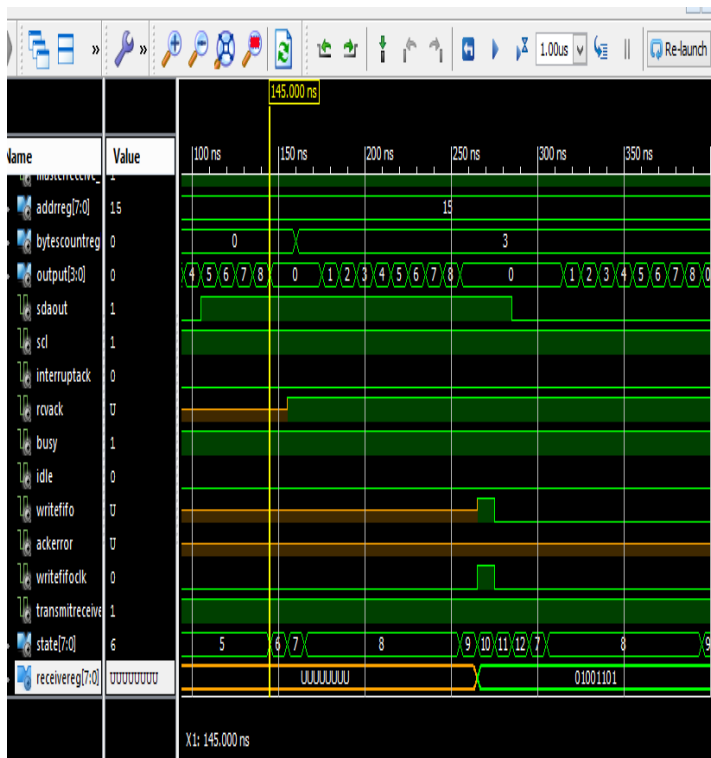 » » 1.00us Re-launch
145.000 ns
Name Value 100 ns 150 ns 200 ns 250 ns 300 ns 350 ns
addrreg[7:0] 15 15
bytescountreg 0 0 3
output[3:0] 0 4 5 6 7 8 0 1 2 3 4 5 6 7 8 0 1 2 3 4 5 6 7 8 0
sdaout 1
scl 1
interruptack 0
rcvack U
busy 1
idle 0
writefifo U
ackerror U
writefifoclk 0
transmitreceive 1
state[7:0] 6 5 6 7 8 9 10 11 12 7 8 9
receivereg[7:0] UUUUUUUU UUUUUUUU 01001101
X1: 145.000 ns